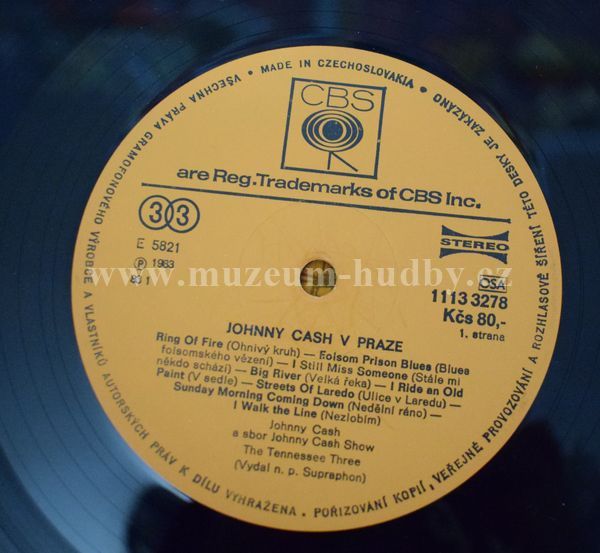 VŠECHNA PRÁVA GRAMOFONOVÉHO VÝROBCE A VLASTNÍKŮ AUTORSKÝCH PRÁV K DÍLU VYHRAŽENA. • POŘIZOVÁNÍ KOPIÍ, VEŘEJNÉ PROVOZOVÁNÍ A ROZHLASOVÉ ŠÍŘENÍ TÉTO DESKY JE ZAKÁZÁNO
• MADE IN CZECHOSLOVAKIA •
CBS
are Reg.Trademarks of CBS Inc.
33
E 5821
Ⓟ 1983
83 1
STEREO
OSA
1113 3278
Kčs 80,-
1. strana
www.muzeum-hudby.cz
JOHNNY CASH V PRAZE
Ring Of Fire (Ohnivý kruh) — Folsom Prison Blues (Blues
folsomského vězení) — I Still Miss Someone (Stále mi
někdo schází) — Big River (Velká řeka) — I Ride an Old
Paint (V sedle) — Streets Of Laredo (Ulice v Laredu) —
Sunday Morning Coming Down (Nedělní ráno) —
I Walk the Line (Nezlobím)
Johnny Cash
a sbor Johnny Cash Show
The Tennessee Three
(Vydal n. p. Supraphon)